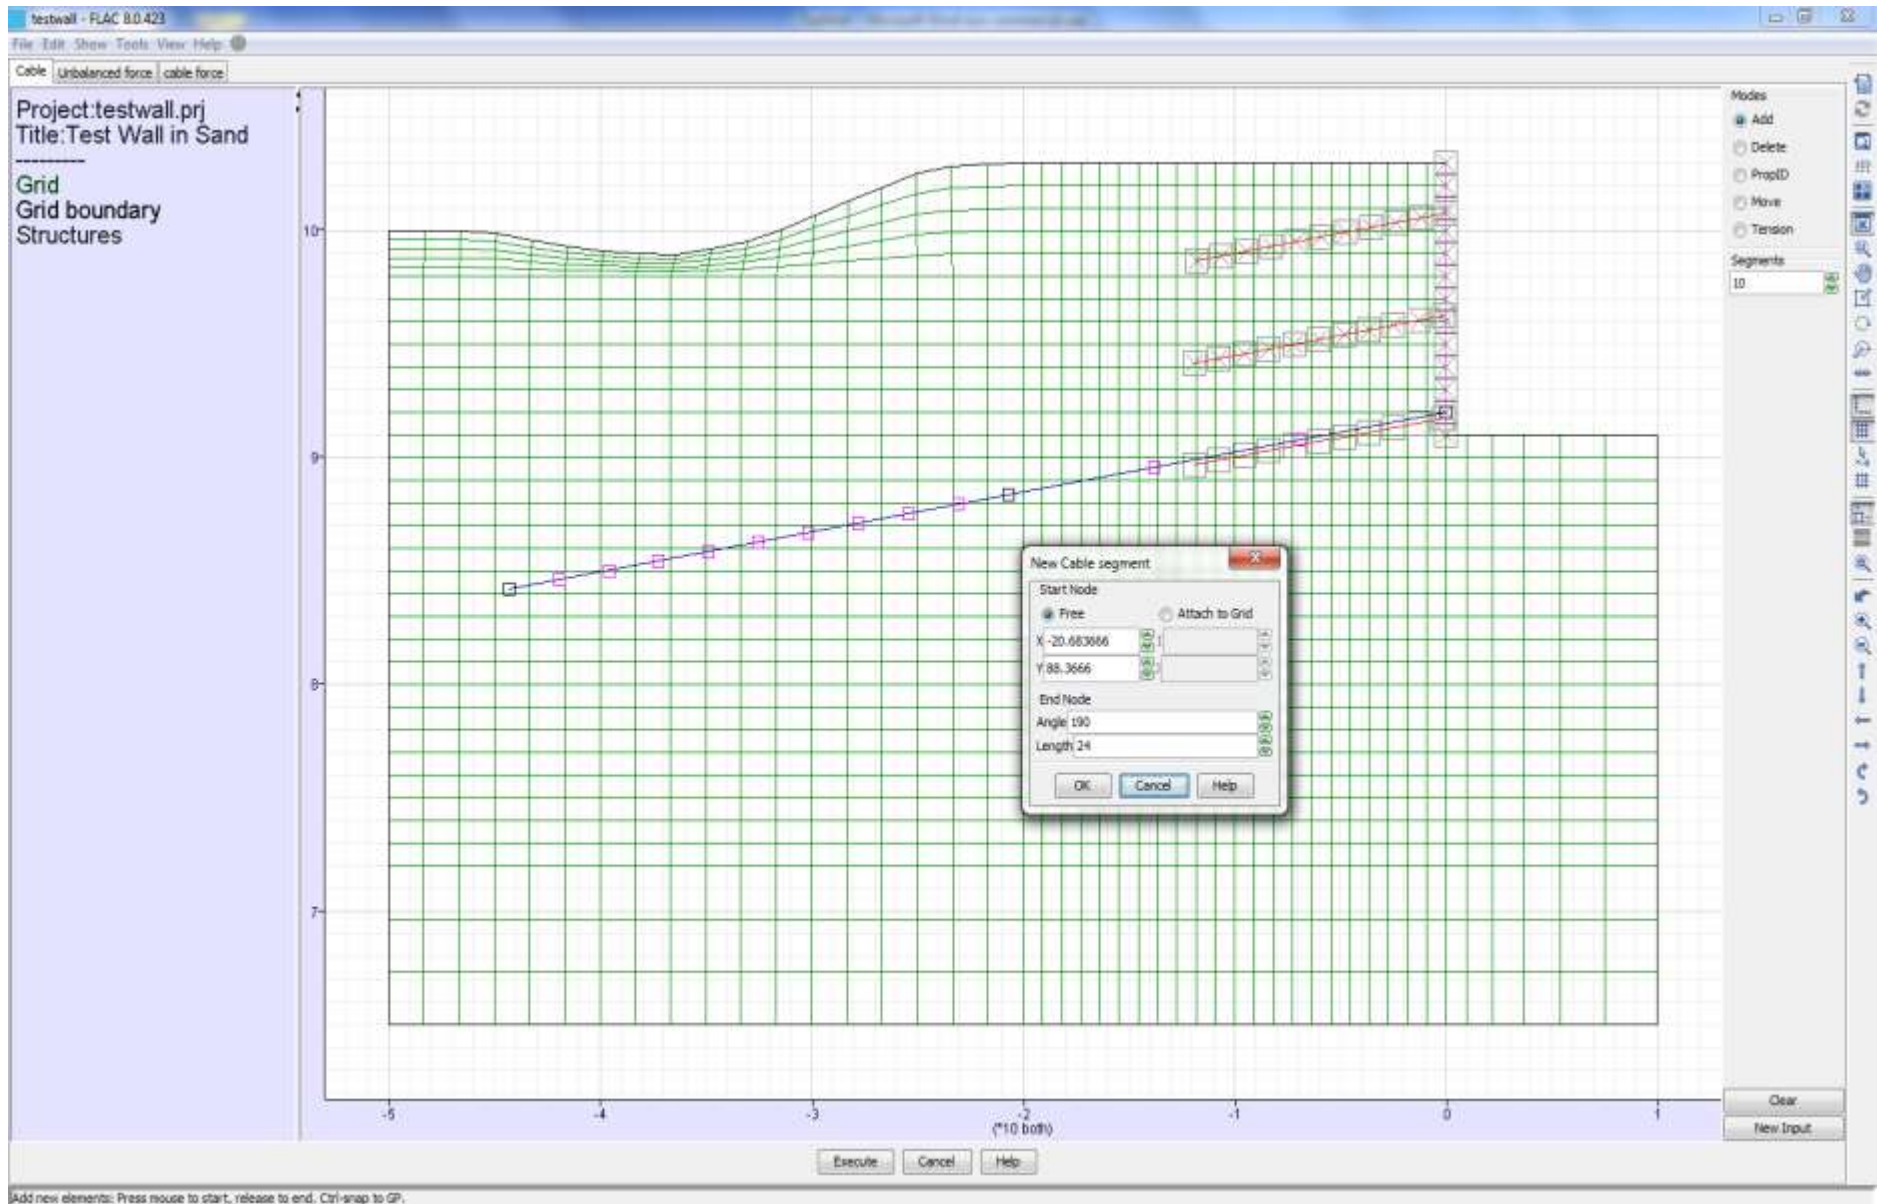 testwall - FLAC 8.0.423
File Edit Show Tools View Help
Cable Unbalanced force cable force
Project:testwall.prj
Title:Test Wall in Sand
---------
Grid
Grid boundary
Structures
10
9
8
7
-5 -4 -3 -2 -1 0 1
(*10 both)
New Cable segment
Start Node
Free Attach to Grid
X -20.683666
Y 88.3666
End Node
Angle 190
Length 24
OK Cancel Help
Modes
Add
Delete
PropID
Move
Tension
Segments
10
Clear
New Input
Execute Cancel Help
Add new elements: Press mouse to start, release to end. Ctrl-snap to GP.